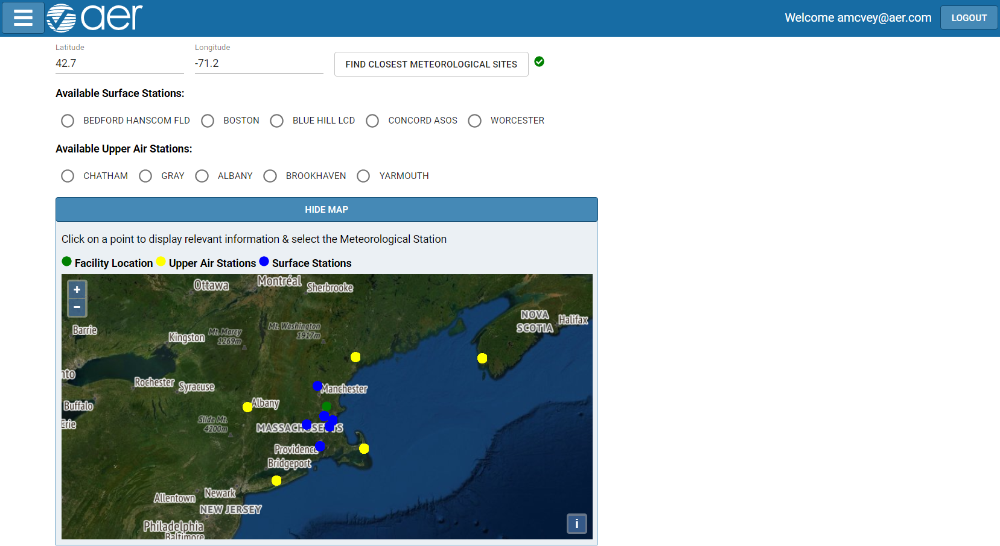 aer
Welcome amcvey@aer.com
LOGOUT
Latitude
Longitude
42.7
-71.2
FIND CLOSEST METEOROLOGICAL SITES
Available Surface Stations:
BEDFORD HANSCOM FLD
BOSTON
BLUE HILL LCD
CONCORD ASOS
WORCESTER
Available Upper Air Stations:
CHATHAM
GRAY
ALBANY
BROOKHAVEN
YARMOUTH
HIDE MAP
Click on a point to display relevant information & select the Meteorological Station
Facility Location
Upper Air Stations
Surface Stations
+
−
Ottawa
Montréal
Sherbrooke
NOVA
SCOTIA
Halifax
Barrie
Kingston
Mt. Marcy
1269m
Mt. Washington
1917m
nto
Rochester
Syracuse
Manchester
Buffalo
Albany
Erie
Slide Mt.
4200m
MASSACHUSETTS
Providence
Bridgeport
Allentown
Newark
NEW JERSEY
Philadelphia
Baltimore
i